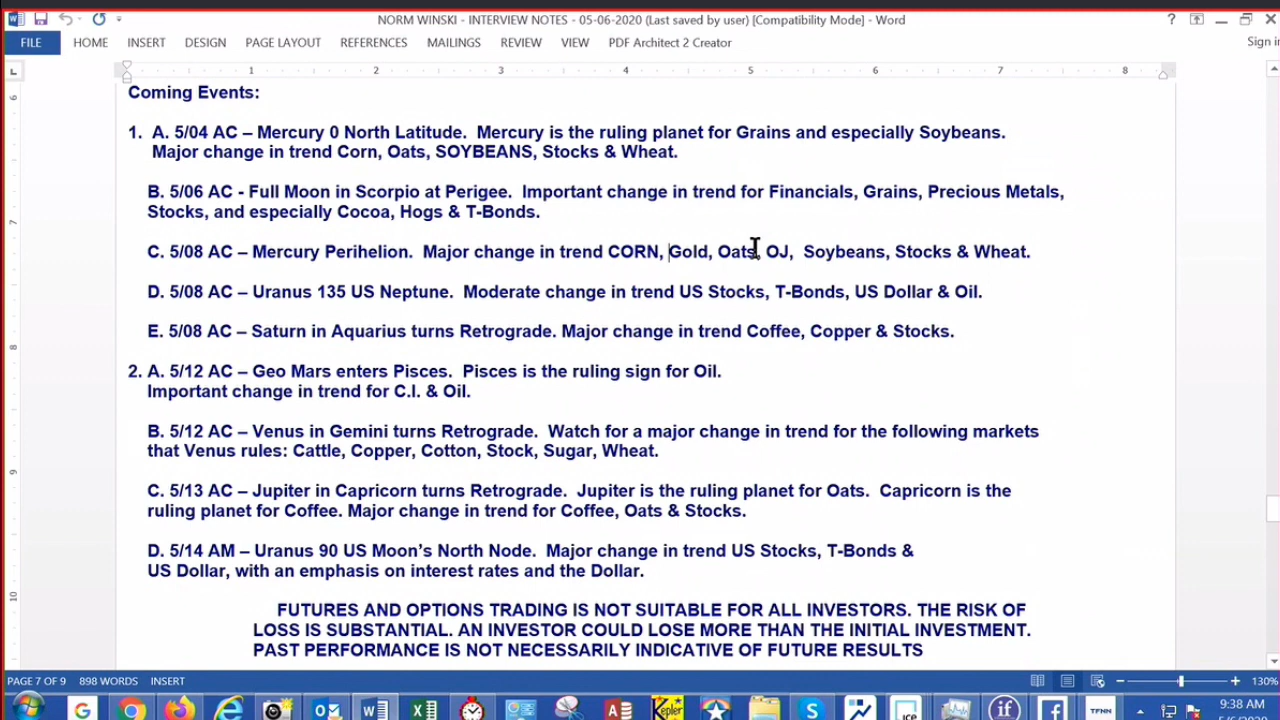 NORM WINSKI - INTERVIEW NOTES - 05-06-2020 (Last saved by user) [Compatibility Mode] - Word
FILE HOME INSERT DESIGN PAGE LAYOUT REFERENCES MAILINGS REVIEW VIEW PDF Architect 2 Creator Sign in
1 2 3 4 5 6 7 8
Coming Events:
1. A. 5/04 AC – Mercury 0 North Latitude. Mercury is the ruling planet for Grains and especially Soybeans.
Major change in trend Corn, Oats, SOYBEANS, Stocks & Wheat.
B. 5/06 AC - Full Moon in Scorpio at Perigee. Important change in trend for Financials, Grains, Precious Metals,
Stocks, and especially Cocoa, Hogs & T-Bonds.
C. 5/08 AC – Mercury Perihelion. Major change in trend CORN, Gold, Oats, OJ, Soybeans, Stocks & Wheat.
D. 5/08 AC – Uranus 135 US Neptune. Moderate change in trend US Stocks, T-Bonds, US Dollar & Oil.
E. 5/08 AC – Saturn in Aquarius turns Retrograde. Major change in trend Coffee, Copper & Stocks.
2. A. 5/12 AC – Geo Mars enters Pisces. Pisces is the ruling sign for Oil.
Important change in trend for C.I. & Oil.
B. 5/12 AC – Venus in Gemini turns Retrograde. Watch for a major change in trend for the following markets
that Venus rules: Cattle, Copper, Cotton, Stock, Sugar, Wheat.
C. 5/13 AC – Jupiter in Capricorn turns Retrograde. Jupiter is the ruling planet for Oats. Capricorn is the
ruling planet for Coffee. Major change in trend for Coffee, Oats & Stocks.
D. 5/14 AM – Uranus 90 US Moon's North Node. Major change in trend US Stocks, T-Bonds &
US Dollar, with an emphasis on interest rates and the Dollar.
FUTURES AND OPTIONS TRADING IS NOT SUITABLE FOR ALL INVESTORS. THE RISK OF
LOSS IS SUBSTANTIAL. AN INVESTOR COULD LOSE MORE THAN THE INITIAL INVESTMENT.
PAST PERFORMANCE IS NOT NECESSARILY INDICATIVE OF FUTURE RESULTS
PAGE 7 OF 9 898 WORDS INSERT 130%
Kepler ICE if TFNN 9:38 AM